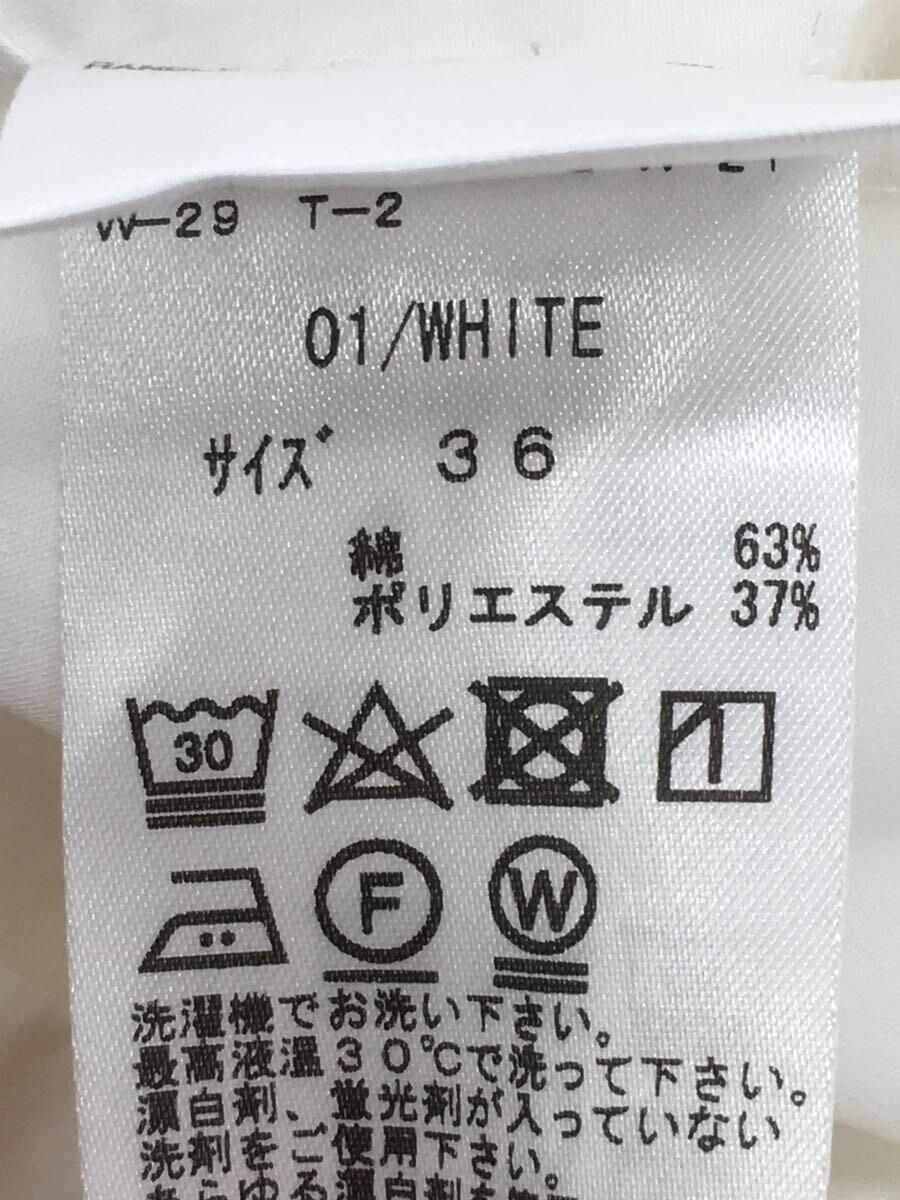 W-29 T-2
01/WHITE
サイズ 36
綿 63%
ポリエステル 37%
30
F W
洗濯機でお洗い下さい。
最高液温30℃で洗って下さい。
漂白剤、蛍光剤が入っていない
洗剤をご使用下さい。